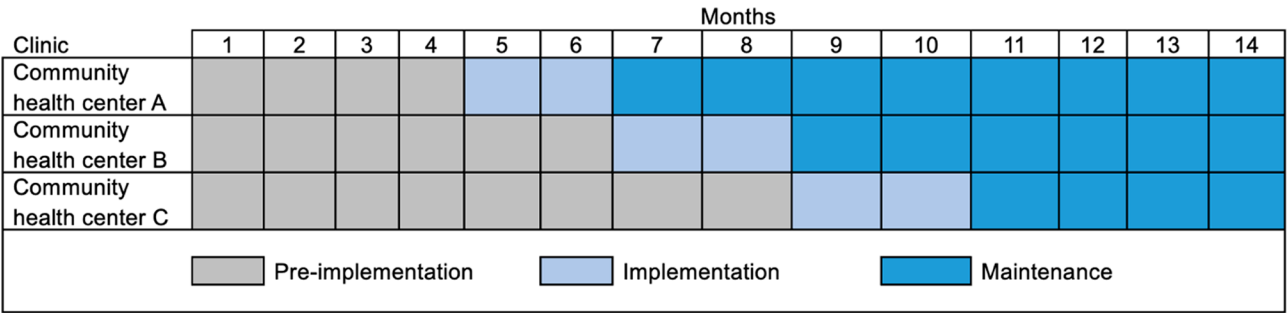 Months
Clinic 1 2 3 4 5 6 7 8 9 10 11 12 13 14
Community
health center A
Community
health center B
Community
health center C
Pre-implementation Implementation Maintenance